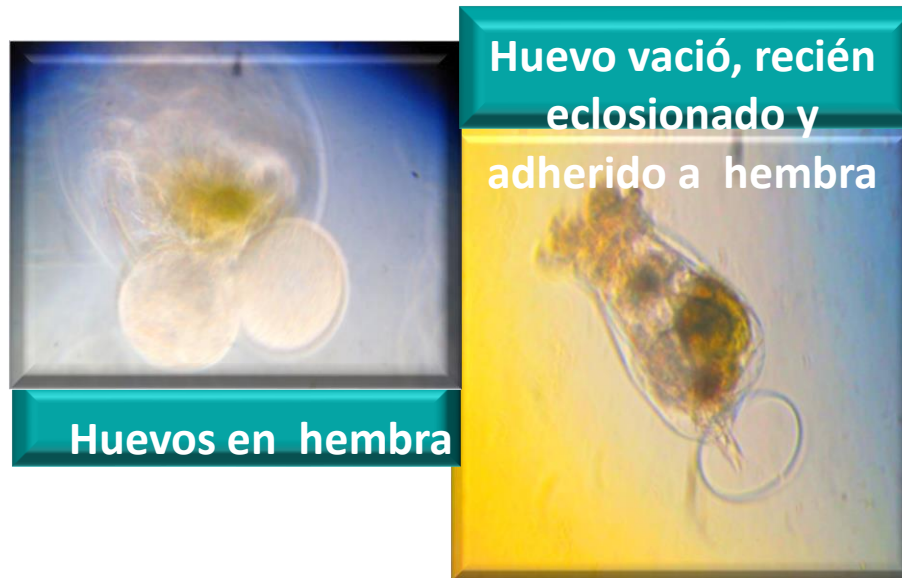 Huevo vació, recién
eclosionado y
adherido a hembra
Huevos en hembra